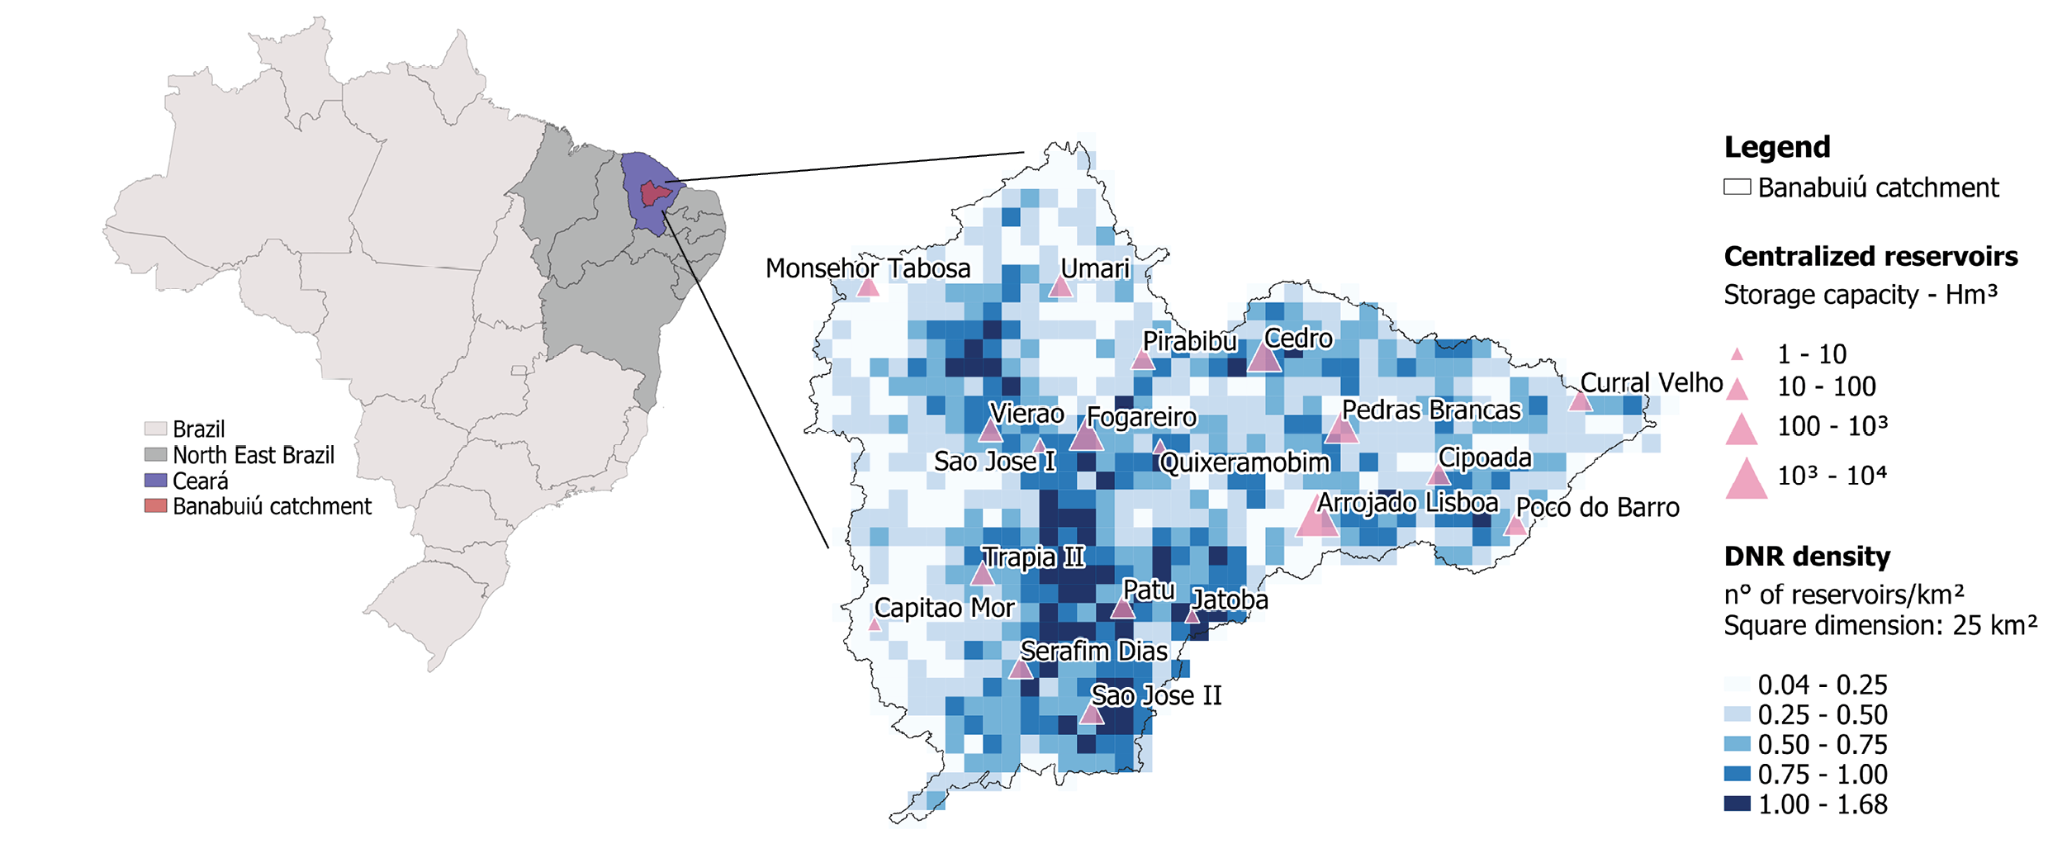 Brazil
North East Brazil
Ceará
Banabuiú catchment
Monsehor Tabosa
Umari
Pirabibu
Cedro
Curral Velho
Vierao
Fogareiro
Pedras Brancas
Sao Jose I
Quixeramobim
Cipoada
Arrojado Lisboa
Poco do Barro
Trapia II
Patu
Jatoba
Capitao Mor
Serafim Dias
Sao Jose II
Legend
Banabuiú catchment
Centralized reservoirs
Storage capacity - Hm³
1 - 10
10 - 100
100 - 10³
10³ - 10⁴
DNR density
n° of reservoirs/km²
Square dimension: 25 km²
0.04 - 0.25
0.25 - 0.50
0.50 - 0.75
0.75 - 1.00
1.00 - 1.68